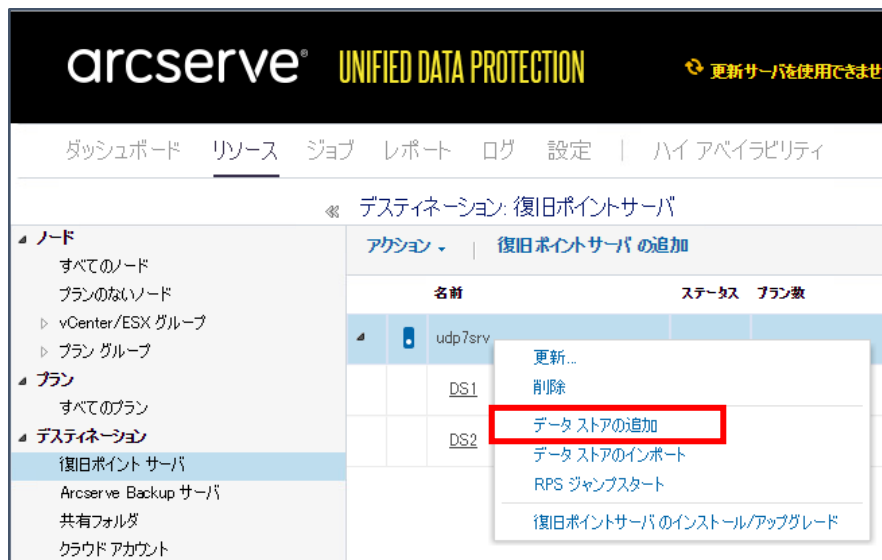 arcserve® UNIFIED DATA PROTECTION
更新サーバを使用できませ
ダッシュボード リソース ジョブ レポート ログ 設定 | ハイ アベイラビリティ
デスティネーション: 復旧ポイントサーバ
アクション | 復旧ポイントサーバ の追加
名前 ステータス プラン数
ノード
すべてのノード
プランのないノード
vCenter/ESX グループ
プラン グループ
プラン
すべてのプラン
デスティネーション
復旧ポイント サーバ
Arcserve Backup サーバ
共有フォルダ
クラウド アカウント
udp7srv
DS1
DS2
更新...
削除
データ ストアの追加
データ ストアのインポート
RPS ジャンプスタート
復旧ポイントサーバ のインストール/アップグレード